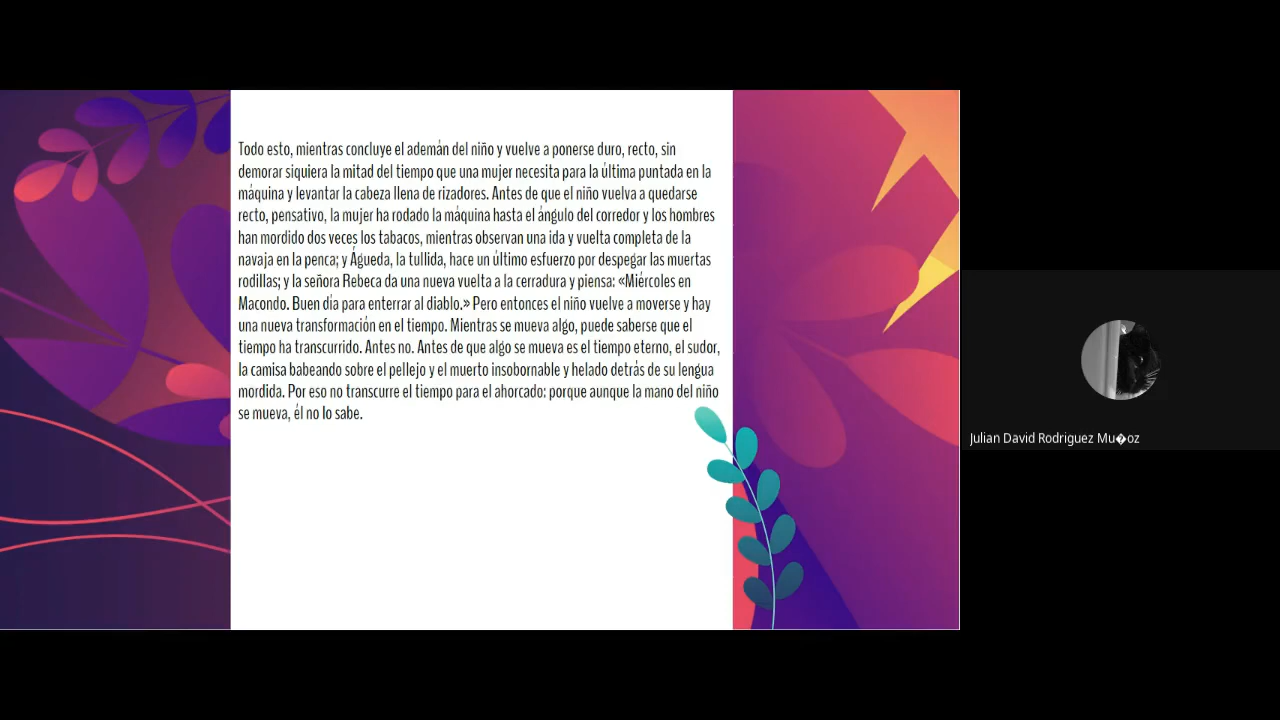 Todo esto, mientras concluye el ademán del niño y vuelve a ponerse duro, recto, sin
demorar siquiera la mitad del tiempo que una mujer necesita para la última puntada en la
máquina y levantar la cabeza llena de rizadores. Antes de que el niño vuelva a quedarse
recto, pensativo, la mujer ha rodado la máquina hasta el ángulo del corredor y los hombres
han mordido dos veces los tabacos, mientras observan una ida y vuelta completa de la
navaja en la penca; y Águeda, la tullida, hace un último esfuerzo por despegar las muertas
rodillas; y la señora Rebeca da una nueva vuelta a la cerradura y piensa: «Miércoles en
Macondo. Buen día para enterrar al diablo.» Pero entonces el niño vuelve a moverse y hay
una nueva transformación en el tiempo. Mientras se mueva algo, puede saberse que el
tiempo ha transcurrido. Antes no. Antes de que algo se mueva es el tiempo eterno, el sudor,
la camisa babeando sobre el pellejo y el muerto insobornable y helado detrás de su lengua
mordida. Por eso no transcurre el tiempo para el ahorcado: porque aunque la mano del niño
se mueva, él no lo sabe.
Julian David Rodriguez Mu�oz